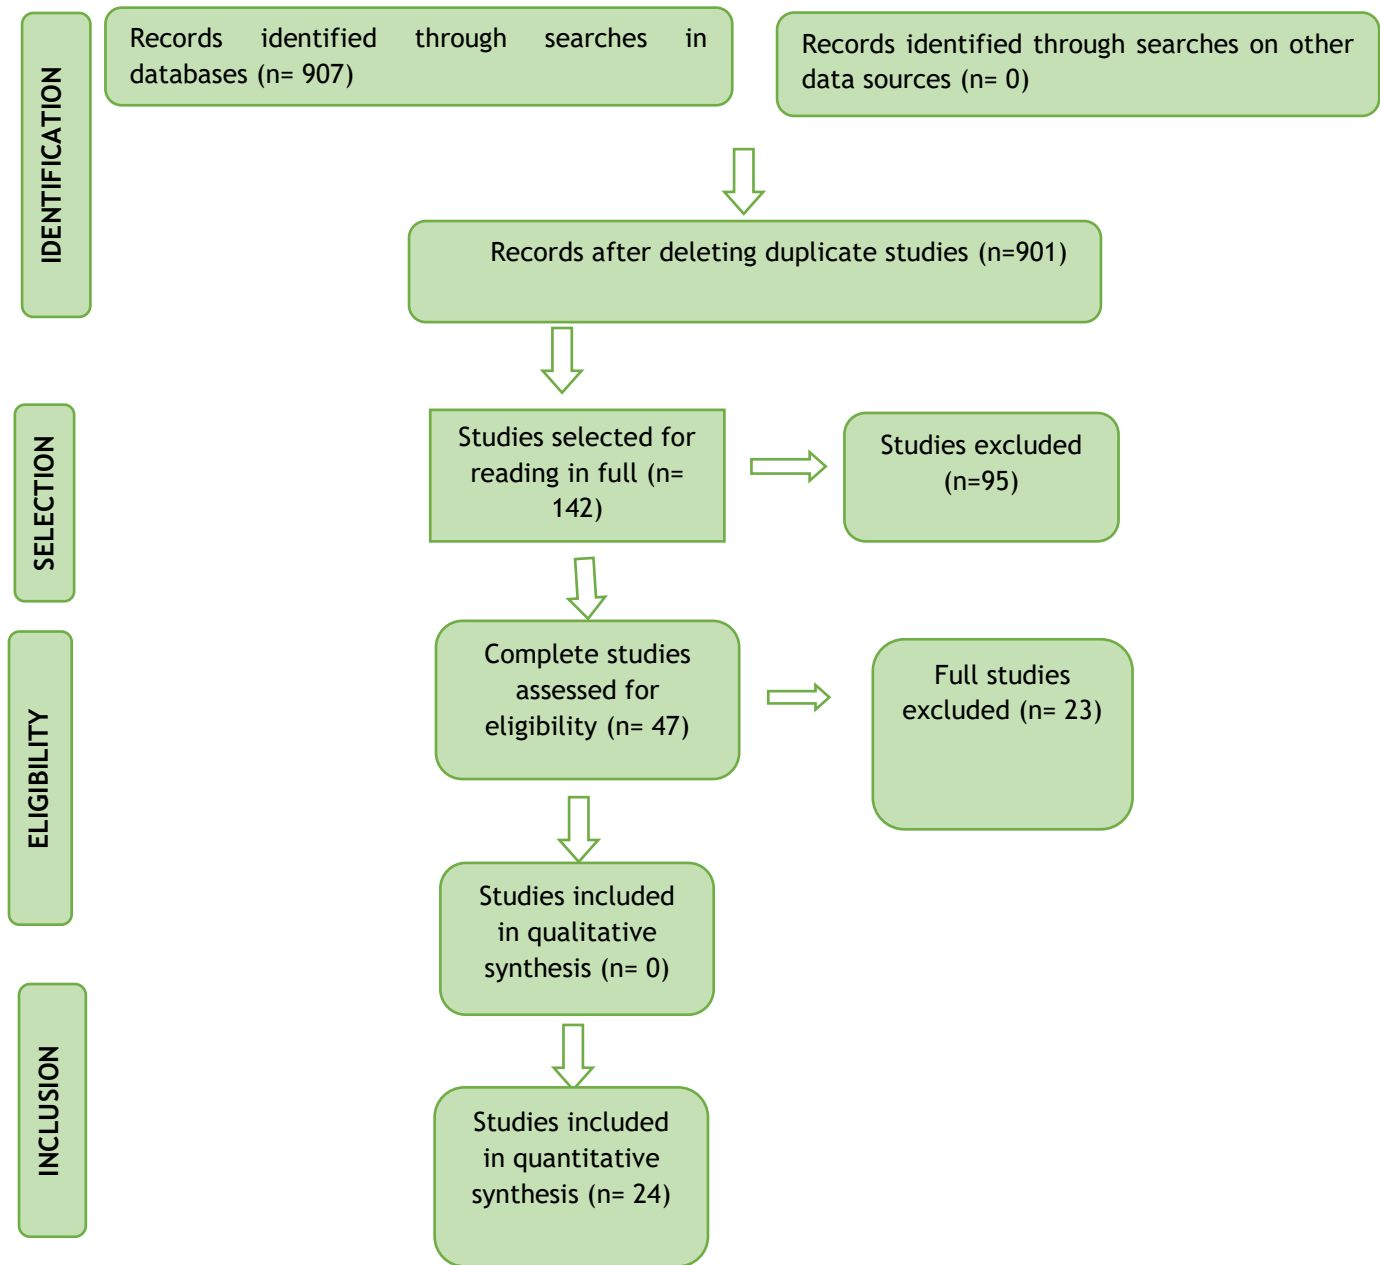 IDENTIFICATION
Records identified through searches in
databases (n= 907)
Records identified through searches on other
data sources (n= 0)
Records after deleting duplicate studies (n=901)
SELECTION
Studies selected for
reading in full (n=
142)
Studies excluded
(n=95)
ELIGIBILITY
Complete studies
assessed for
eligibility (n= 47)
Full studies
excluded (n= 23)
Studies included
in qualitative
synthesis (n= 0)
INCLUSION
Studies included
in quantitative
synthesis (n= 24)